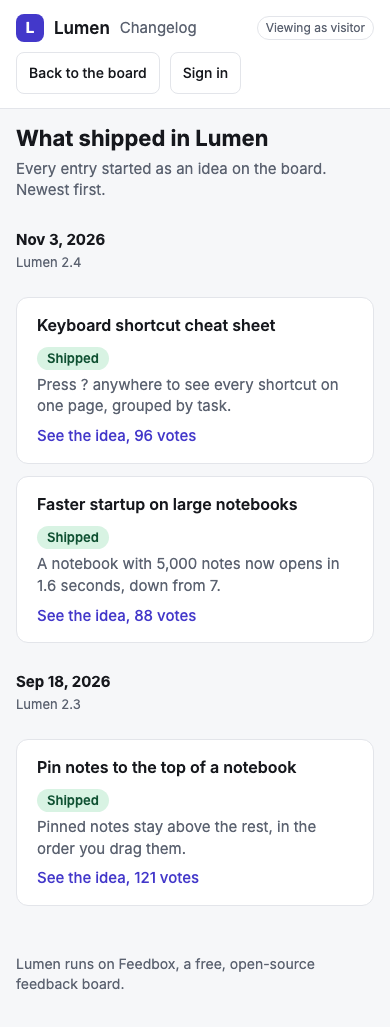 L Lumen Changelog Viewing as visitor
Back to the board Sign in
What shipped in Lumen
Every entry started as an idea on the board.
Newest first.
Nov 3, 2026
Lumen 2.4
Keyboard shortcut cheat sheet
Shipped
Press ? anywhere to see every shortcut on
one page, grouped by task.
See the idea, 96 votes
Faster startup on large notebooks
Shipped
A notebook with 5,000 notes now opens in
1.6 seconds, down from 7.
See the idea, 88 votes
Sep 18, 2026
Lumen 2.3
Pin notes to the top of a notebook
Shipped
Pinned notes stay above the rest, in the
order you drag them.
See the idea, 121 votes
Lumen runs on Feedbox, a free, open-source
feedback board.